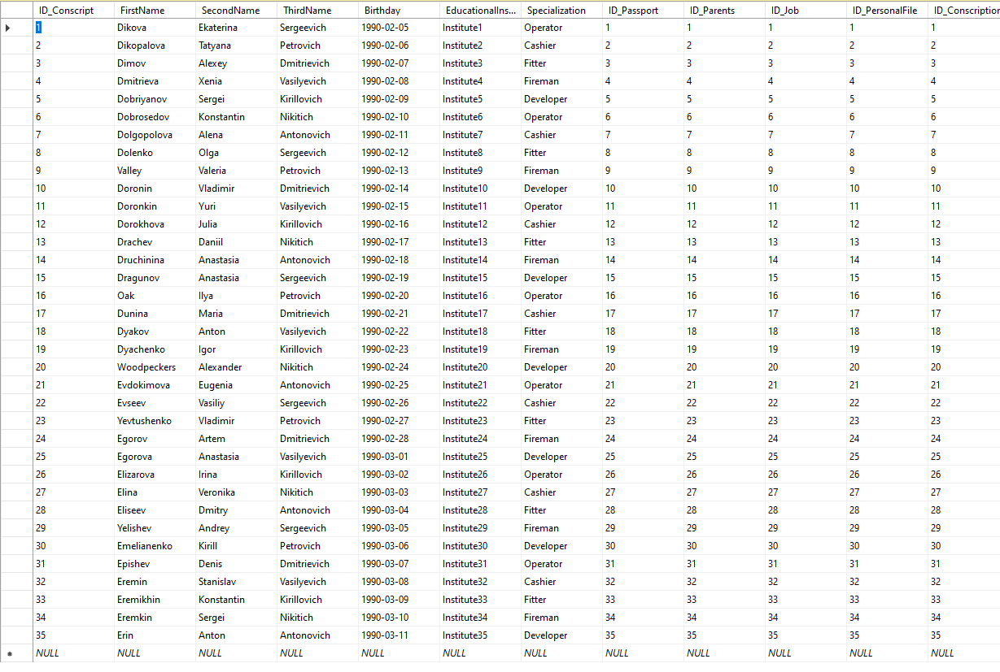 ID_Conscript FirstName SecondName ThirdName Birthday EducationalIns... Specialization ID_Passport ID_Parents ID_Job ID_PersonalFile ID_Conscription
1 Dikova Ekaterina Sergeevich 1990-02-05 Institute1 Operator 1 1 1 1 1
2 Dikopalova Tatyana Petrovich 1990-02-06 Institute2 Cashier 2 2 2 2 2
3 Dimov Alexey Dmitrievich 1990-02-07 Institute3 Fitter 3 3 3 3 3
4 Dmitrieva Xenia Vasilyevich 1990-02-08 Institute4 Fireman 4 4 4 4 4
5 Dobriyanov Sergei Kirillovich 1990-02-09 Institute5 Developer 5 5 5 5 5
6 Dobrosedov Konstantin Nikitich 1990-02-10 Institute6 Operator 6 6 6 6 6
7 Dolgopolova Alena Antonovich 1990-02-11 Institute7 Cashier 7 7 7 7 7
8 Dolenko Olga Sergeevich 1990-02-12 Institute8 Fitter 8 8 8 8 8
9 Valley Valeria Petrovich 1990-02-13 Institute9 Fireman 9 9 9 9 9
10 Doronin Vladimir Dmitrievich 1990-02-14 Institute10 Developer 10 10 10 10 10
11 Doronkin Yuri Vasilyevich 1990-02-15 Institute11 Operator 11 11 11 11 11
12 Dorokhova Julia Kirillovich 1990-02-16 Institute12 Cashier 12 12 12 12 12
13 Drachev Daniil Nikitich 1990-02-17 Institute13 Fitter 13 13 13 13 13
14 Druchinina Anastasia Antonovich 1990-02-18 Institute14 Fireman 14 14 14 14 14
15 Dragunov Anastasia Sergeevich 1990-02-19 Institute15 Developer 15 15 15 15 15
16 Oak Ilya Petrovich 1990-02-20 Institute16 Operator 16 16 16 16 16
17 Dunina Maria Dmitrievich 1990-02-21 Institute17 Cashier 17 17 17 17 17
18 Dyakov Anton Vasilyevich 1990-02-22 Institute18 Fitter 18 18 18 18 18
19 Dyachenko Igor Kirillovich 1990-02-23 Institute19 Fireman 19 19 19 19 19
20 Woodpeckers Alexander Nikitich 1990-02-24 Institute20 Developer 20 20 20 20 20
21 Evdokimova Eugenia Antonovich 1990-02-25 Institute21 Operator 21 21 21 21 21
22 Evseev Vasiliy Sergeevich 1990-02-26 Institute22 Cashier 22 22 22 22 22
23 Yevtushenko Vladimir Petrovich 1990-02-27 Institute23 Fitter 23 23 23 23 23
24 Egorov Artem Dmitrievich 1990-02-28 Institute24 Fireman 24 24 24 24 24
25 Egorova Anastasia Vasilyevich 1990-03-01 Institute25 Developer 25 25 25 25 25
26 Elizarova Irina Kirillovich 1990-03-02 Institute26 Operator 26 26 26 26 26
27 Elina Veronika Nikitich 1990-03-03 Institute27 Cashier 27 27 27 27 27
28 Eliseev Dmitry Antonovich 1990-03-04 Institute28 Fitter 28 28 28 28 28
29 Yelishev Andrey Sergeevich 1990-03-05 Institute29 Fireman 29 29 29 29 29
30 Emelianenko Kirill Petrovich 1990-03-06 Institute30 Developer 30 30 30 30 30
31 Epishev Denis Dmitrievich 1990-03-07 Institute31 Operator 31 31 31 31 31
32 Eremin Stanislav Vasilyevich 1990-03-08 Institute32 Cashier 32 32 32 32 32
33 Eremikhin Konstantin Kirillovich 1990-03-09 Institute33 Fitter 33 33 33 33 33
34 Eremkin Sergei Nikitich 1990-03-10 Institute34 Fireman 34 34 34 34 34
35 Erin Anton Antonovich 1990-03-11 Institute35 Developer 35 35 35 35 35
NULL NULL NULL NULL NULL NULL NULL NULL NULL NULL NULL NULL